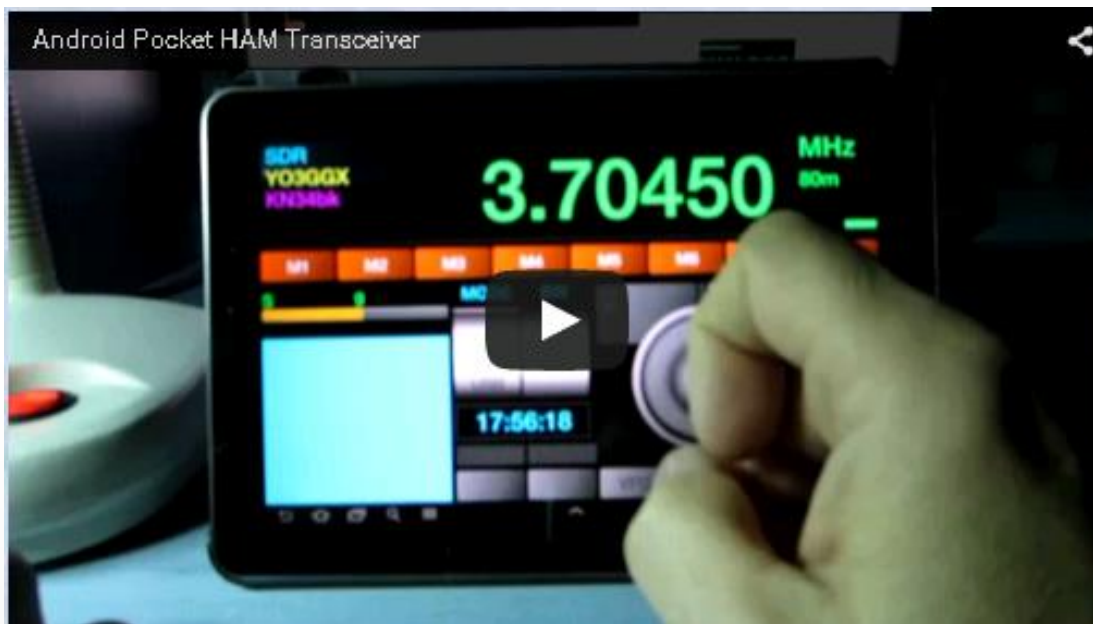 Android Pocket HAM Transceiver
SDR
YO3GGX
KN34bk
3.70450
MHz
80m
M1 M2 M3 M4 M5 M6
S 9
17:56:18